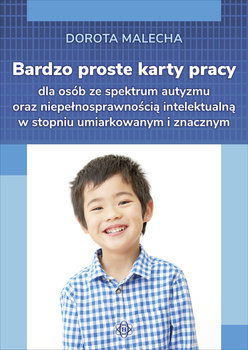 DOROTA MALECHA
Bardzo proste karty pracy
dla osób ze spektrum autyzmu
oraz niepełnosprawnością intelektualną
w stopniu umiarkowanym i znacznym